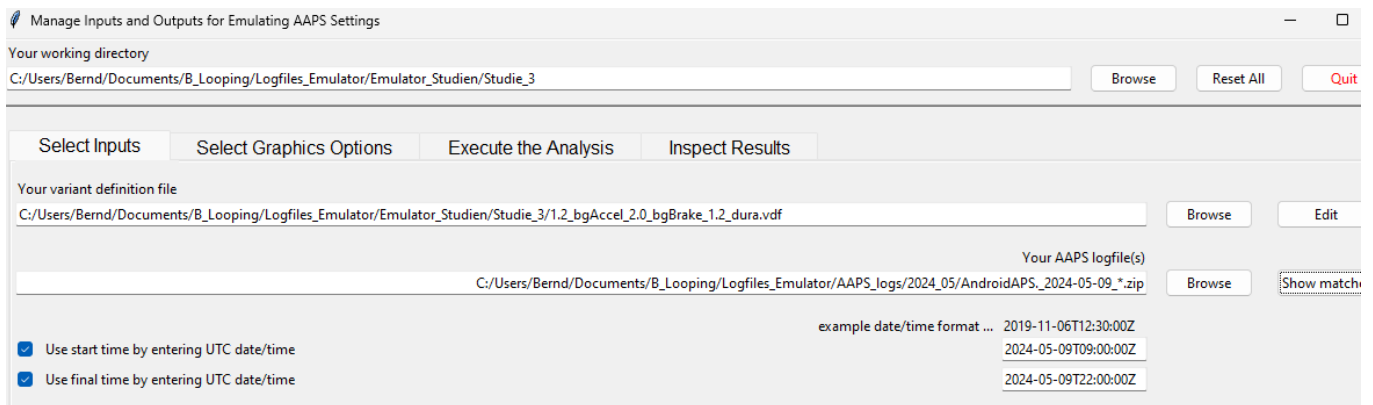 Manage Inputs and Outputs for Emulating AAPS Settings
Your working directory
C:/Users/Bernd/Documents/B_Looping/Logfiles_Emulator/Emulator_Studien/Studie_3 Browse Reset All Quit
Select Inputs Select Graphics Options Execute the Analysis Inspect Results
Your variant definition file
C:/Users/Bernd/Documents/B_Looping/Logfiles_Emulator/Emulator_Studien/Studie_3/1.2_bgAccel_2.0_bgBrake_1.2_dura.vdf Browse Edit
Your AAPS logfile(s)
C:/Users/Bernd/Documents/B_Looping/Logfiles_Emulator/AAPS_logs/2024_05/AndroidAPS._2024-05-09_*.zip Browse Show matche
example date/time format ... 2019-11-06T12:30:00Z
Use start time by entering UTC date/time 2024-05-09T09:00:00Z
Use final time by entering UTC date/time 2024-05-09T22:00:00Z